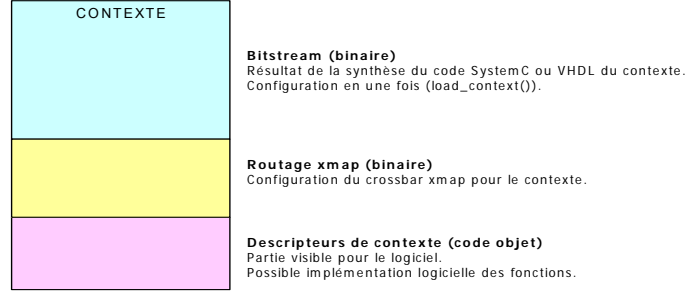 CONTEXTE
Bitstream (binaire)
Résultat de la synthèse du code SystemC ou VHDL du contexte.
Configuration en une fois (load_context()).
Routage xmap (binaire)
Configuration du crossbar xmap pour le contexte.
Descripteurs de contexte (code objet)
Partie visible pour le logiciel.
Possible implémentation logicielle des fonctions.